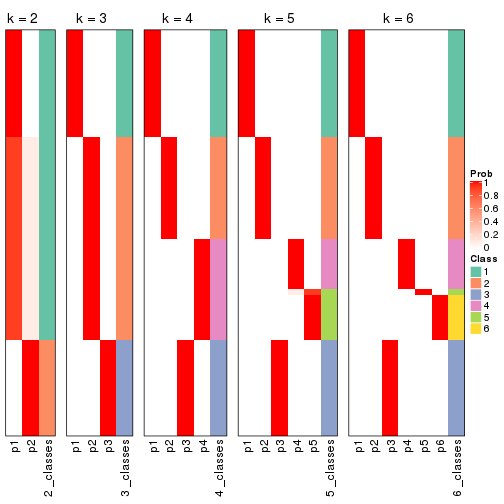 k = 2
k = 3
k = 4
k = 5
k = 6
Prob
1
0.8
0.6
0.4
0.2
0
Class
1
2
3
4
5
6
p1
p2
2_classes
p1
p2
p3
3_classes
p1
p2
p3
p4
4_classes
p1
p2
p3
p4
p5
5_classes
p1
p2
p3
p4
p5
p6
6_classes